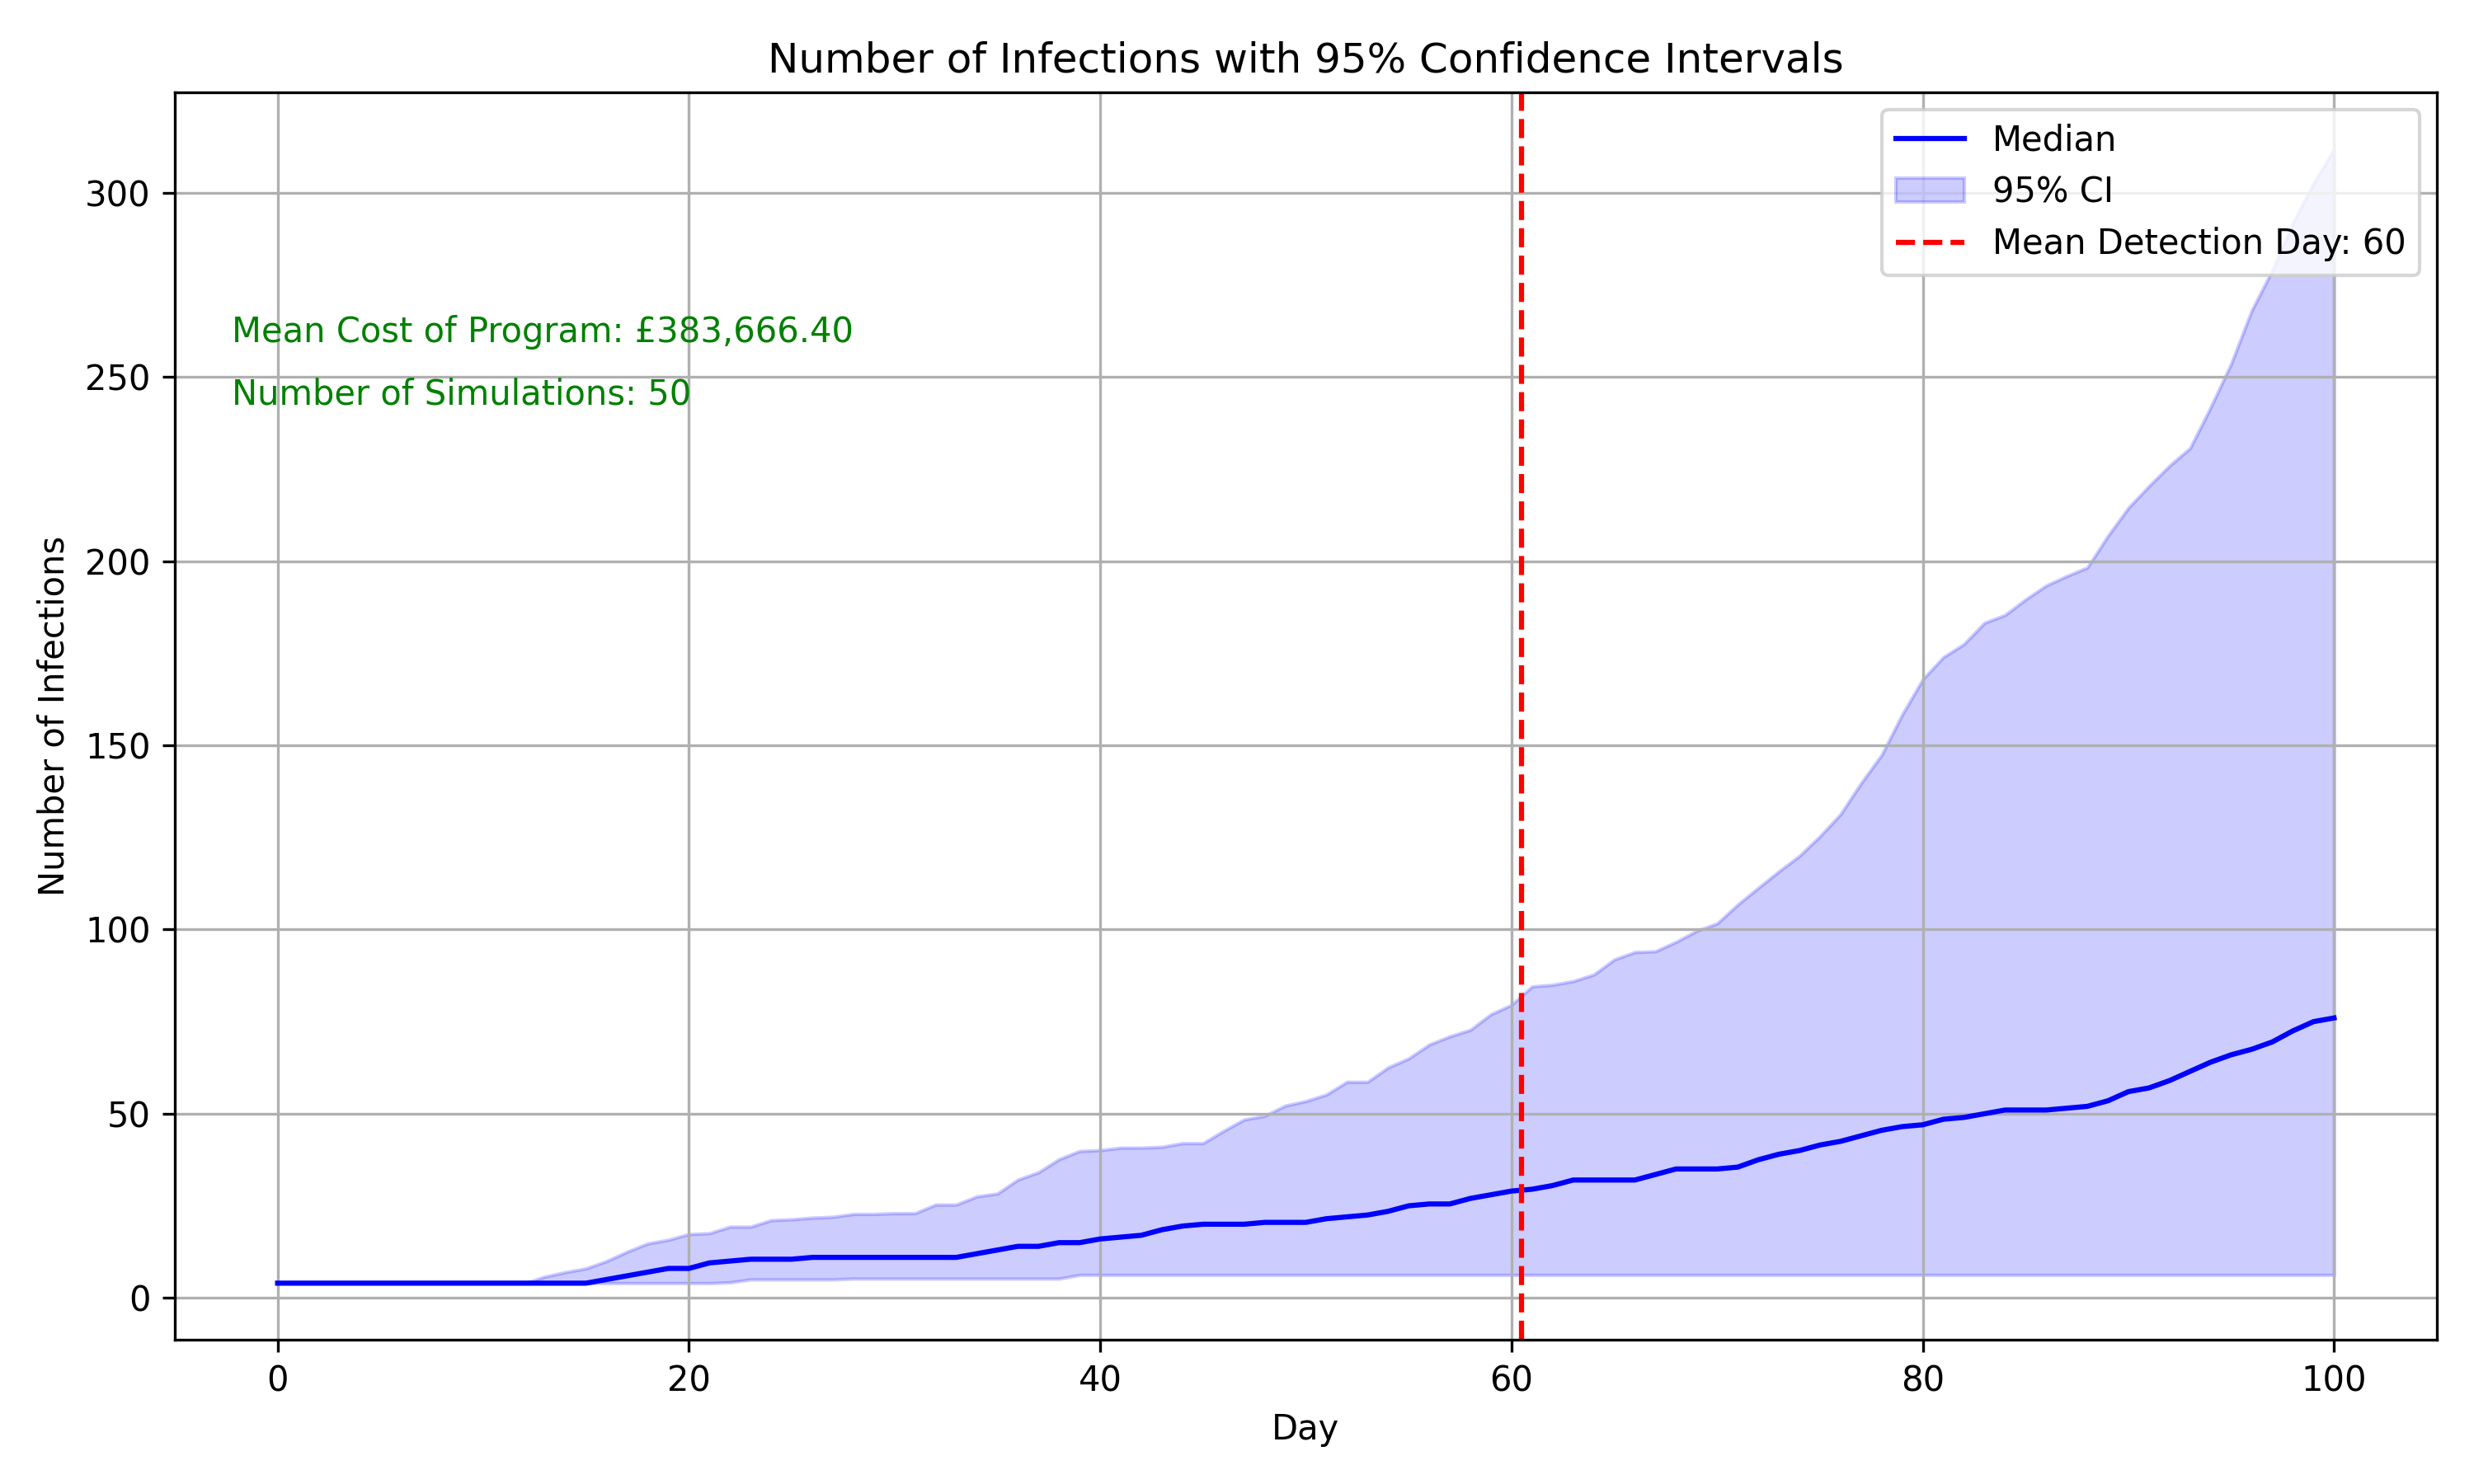 Number of Infections with 95% Confidence Intervals
Median
95% CI
Mean Detection Day: 60
Mean Cost of Program: £383,666.40
Number of Simulations: 50
Number of Infections
300
250
200
150
100
50
0
0 20 40 60 80 100
Day